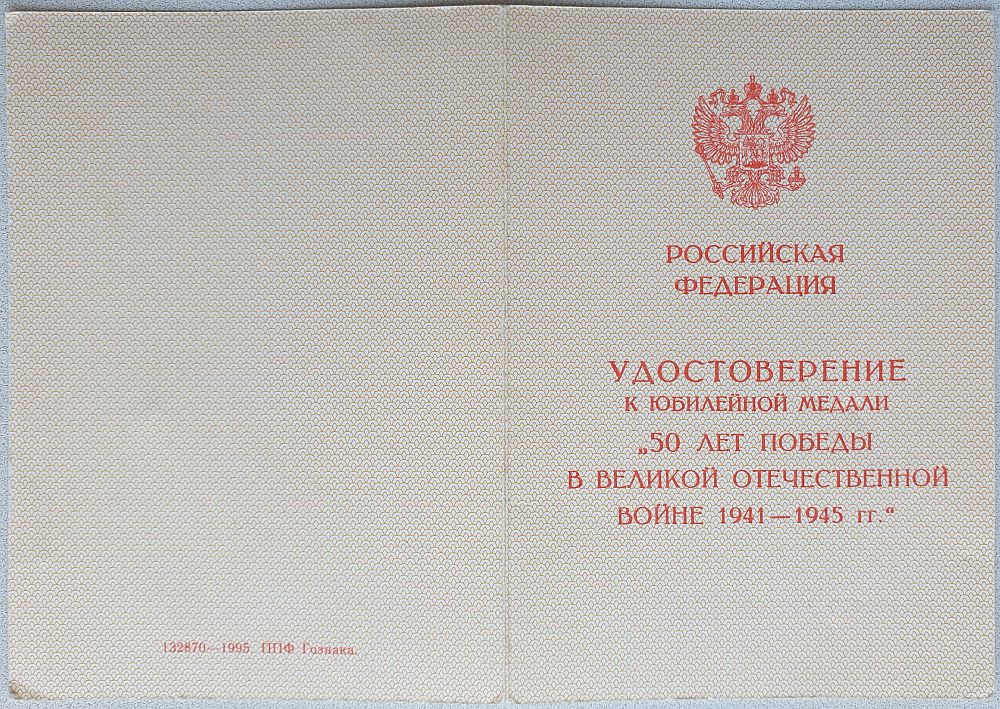 132870—1995. ППФ Гознака.
РОССИЙСКАЯ
ФЕДЕРАЦИЯ
УДОСТОВЕРЕНИЕ
К ЮБИЛЕЙНОЙ МЕДАЛИ
„50 ЛЕТ ПОБЕДЫ
В ВЕЛИКОЙ ОТЕЧЕСТВЕННОЙ
ВОЙНЕ 1941—1945 гг.“